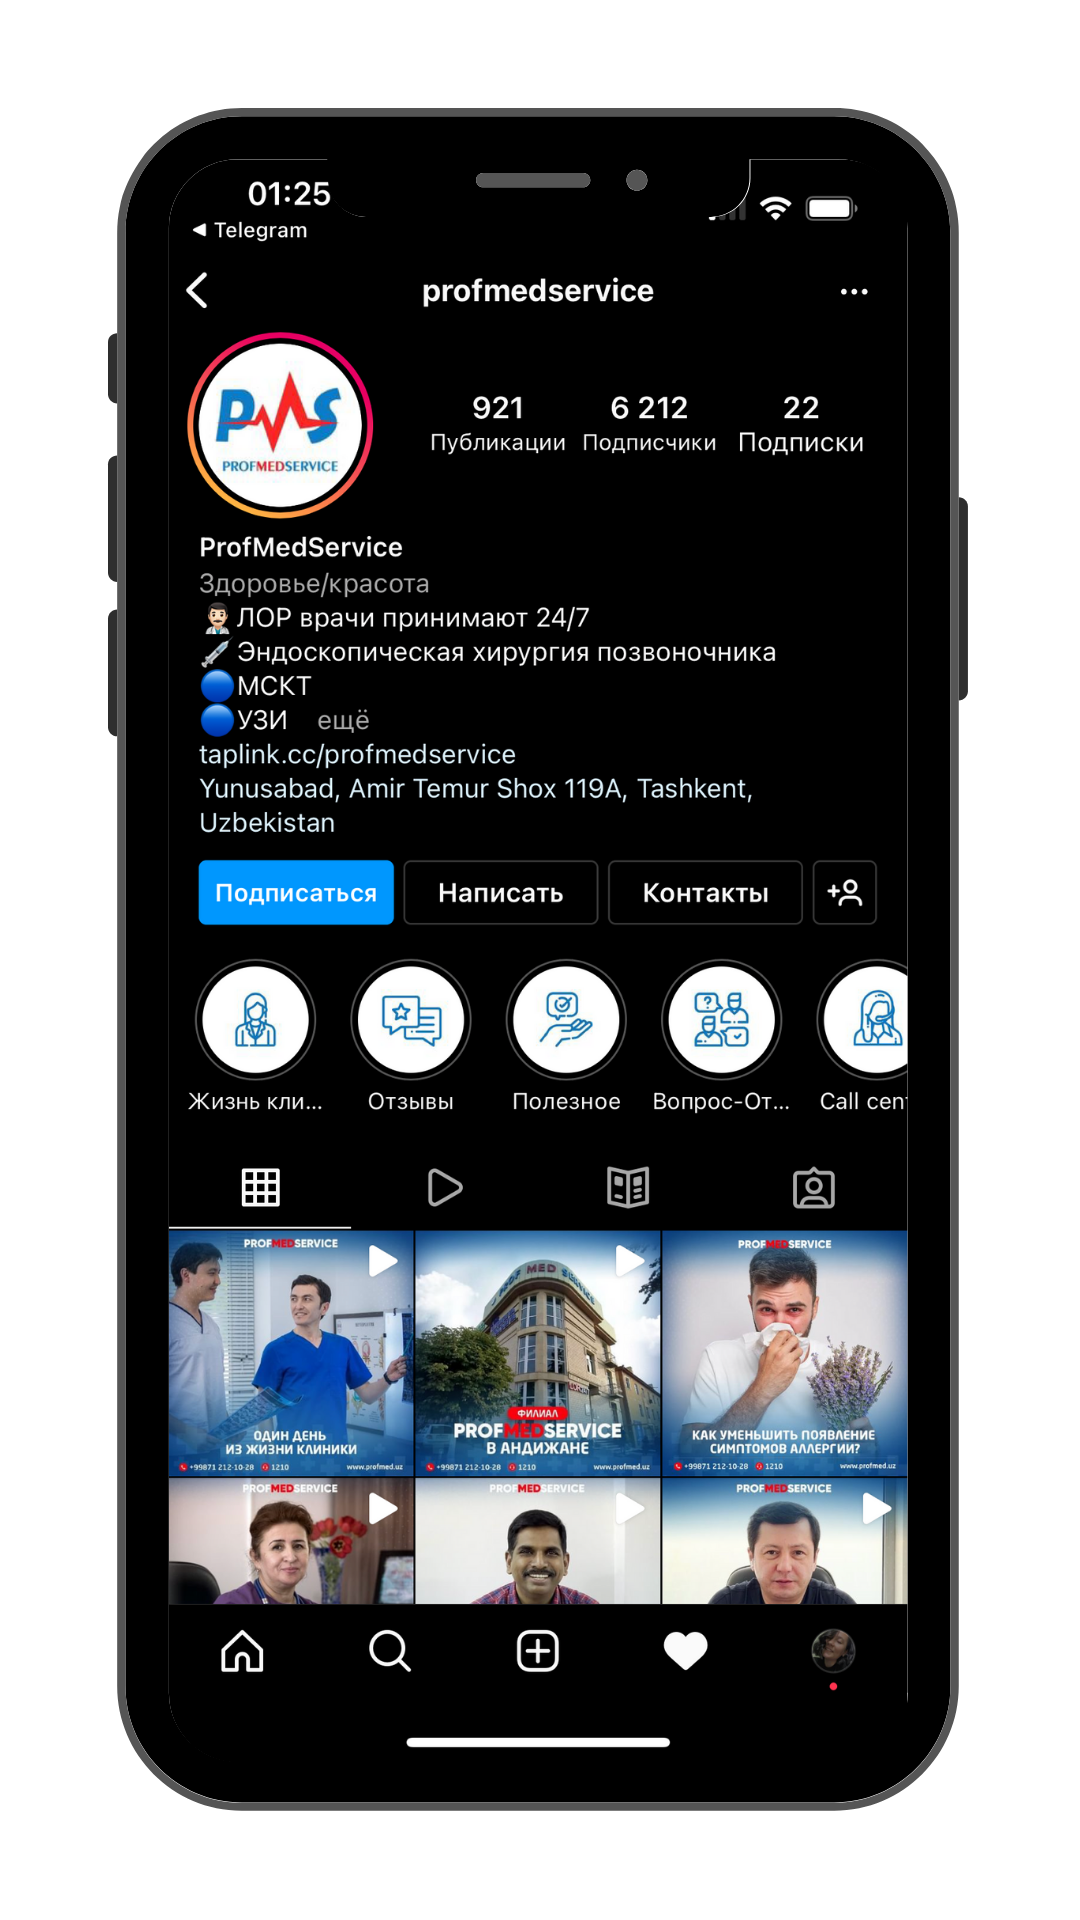 01:25
◀ Telegram
profmedservice
PMS
PROFMEDSERVICE
921 6 212 22
Публикации Подписчики Подписки
ProfMedService
Здоровье/красота
ЛОР врачи принимают 24/7
Эндоскопическая хирургия позвоночника
МСКТ
УЗИ ещё
taplink.cc/profmedservice
Yunusabad, Amir Temur Shox 119A, Tashkent,
Uzbekistan
Подписаться Написать Контакты
Жизнь кли... Отзывы Полезное Вопрос-От... Call cen
PROFMEDSERVICE
ОДИН ДЕНЬ
ИЗ ЖИЗНИ КЛИНИКИ
+99871 212-10-28 1210 www.profmed.uz
PROF MED SERVICE
ФИЛИАЛ
PROFMEDSERVICE
В АНДИЖАНЕ
+99871 212-10-28 1210 www.profmed.uz
PROFMEDSERVICE
КАК УМЕНЬШИТЬ ПОЯВЛЕНИЕ
СИМПТОМОВ АЛЛЕРГИИ?
+99871 212-10-28 1210 www.profmed.uz
PROFMEDSERVICE
PROFMEDSERVICE
PROFMEDSERVICE